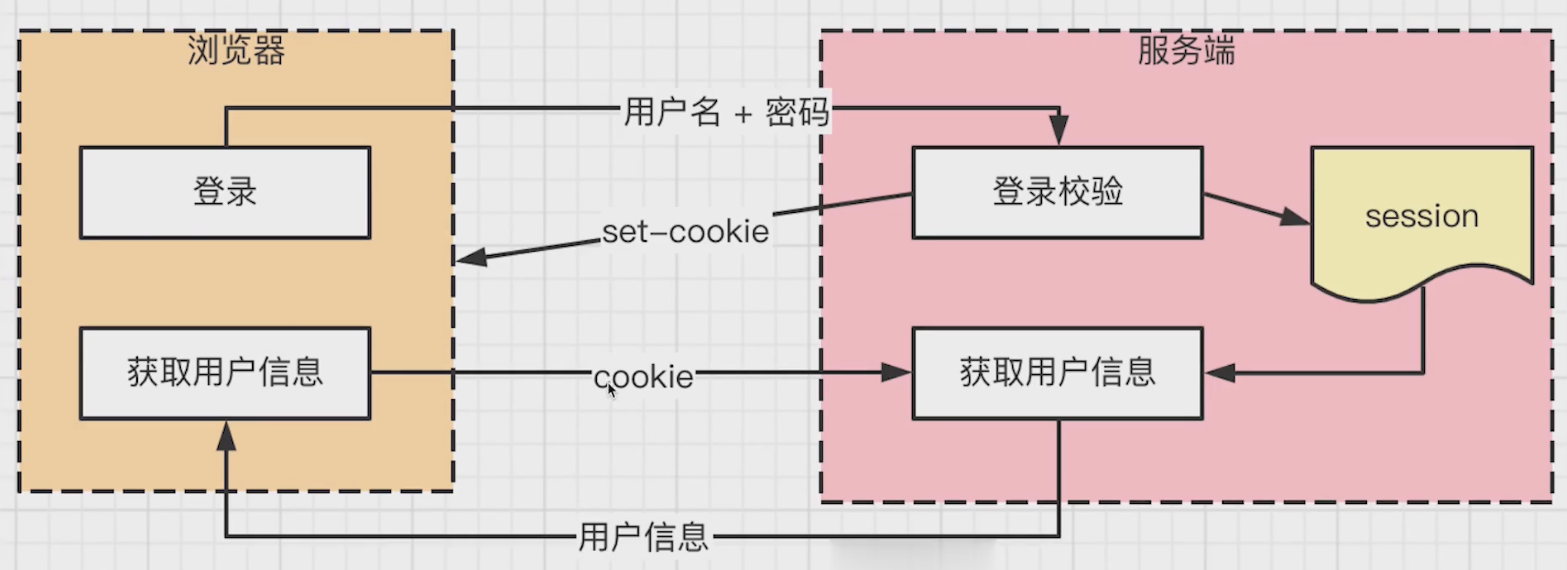 浏览器
服务端
用户名 + 密码
登录
登录校验
session
set-cookie
获取用户信息
cookie
获取用户信息
用户信息